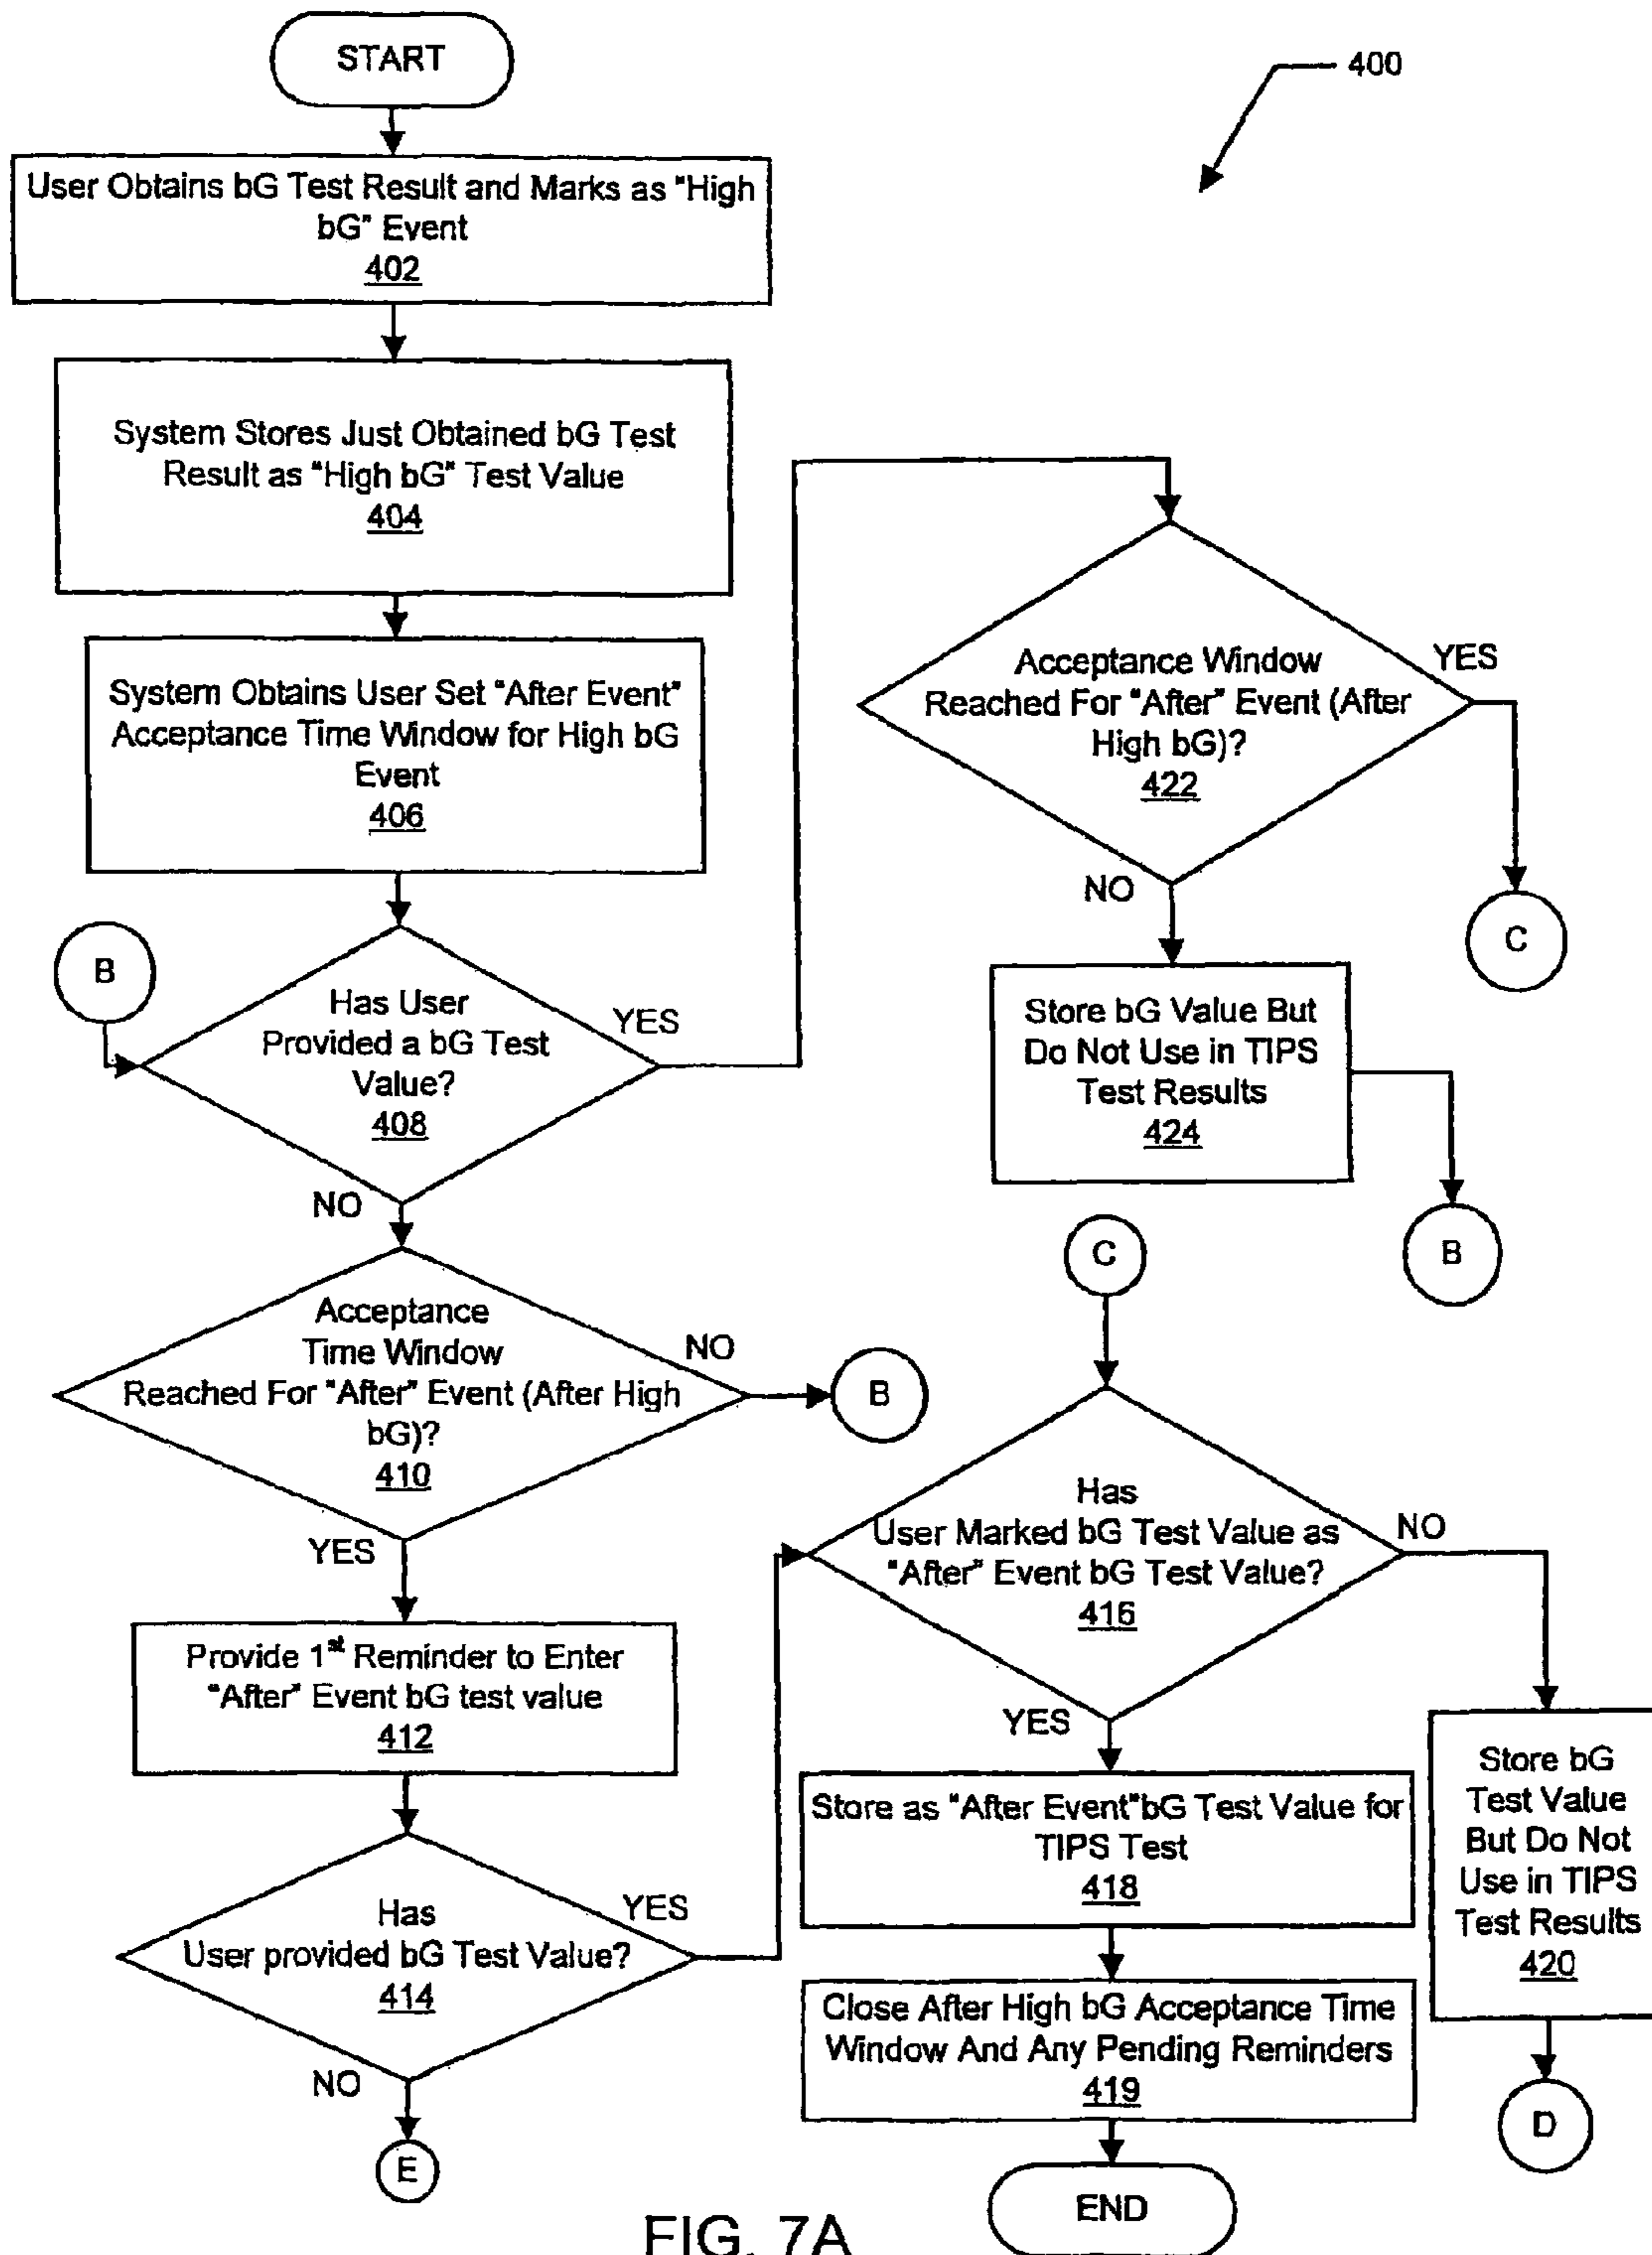 START
400
User Obtains bG Test Result and Marks as "High
bG" Event
402
System Stores Just Obtained bG Test
Result as "High bG" Test Value
404
System Obtains User Set "After Event"
Acceptance Time Window for High bG
Event
406
B
Has User
Provided a bG Test
Value?
408
YES
NO
Acceptance
Time Window
Reached For "After" Event (After High
bG)?
410
NO
B
YES
Provide 1st Reminder to Enter
"After" Event bG test value
412
Has
User provided bG Test Value?
414
YES
NO
E
Acceptance Window
Reached For "After" Event (After
High bG)?
422
YES
C
NO
Store bG Value But
Do Not Use in TIPS
Test Results
424
B
C
Has
User Marked bG Test Value as
"After" Event bG Test Value?
416
NO
YES
Store as "After Event"bG Test Value for
TIPS Test
418
Close After High bG Acceptance Time
Window And Any Pending Reminders
419
END
Store bG
Test Value
But Do Not
Use in TIPS
Test Results
420
D
FIG. 7A